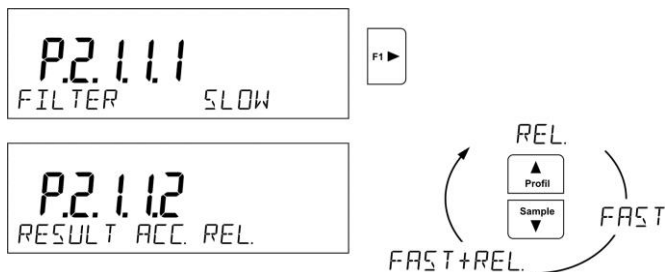 P.2.1.1.1
FILTER SLOW
F1 ►
P.2.1.1.2
RESULT ACC. REL.
REL.
▲
Profil
Sample
▼
FAST
FAST+REL.